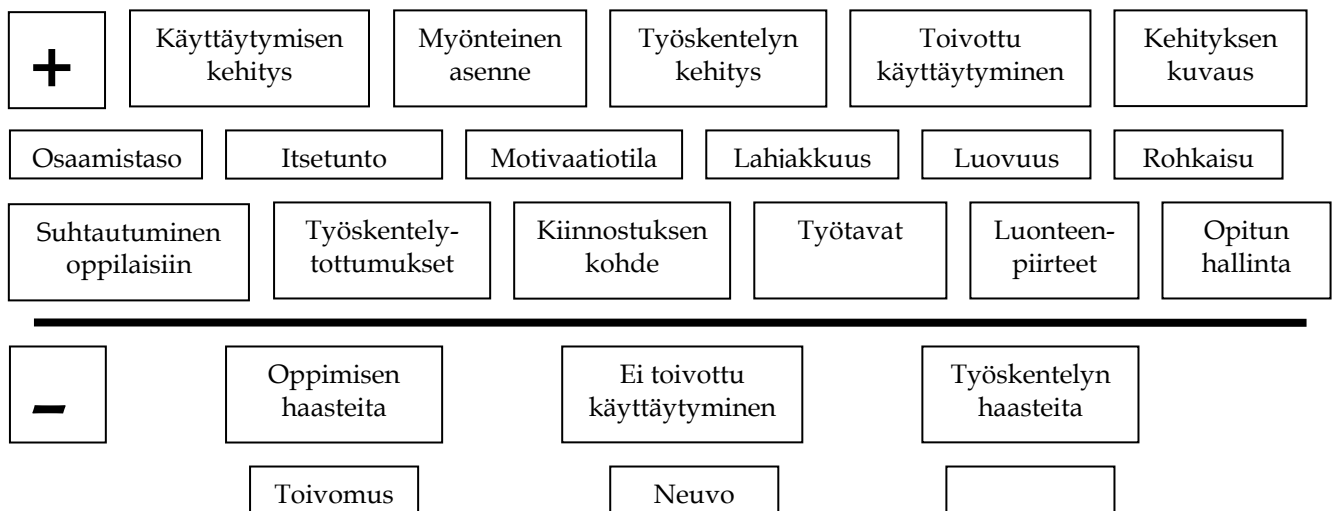 +
Käyttäytymisen
kehitys
Myönteinen
asenne
Työskentelyn
kehitys
Toivottu
käyttäytyminen
Kehityksen
kuvaus
Osaamistaso
Itsetunto
Motivaatiotila
Lahiakkuus
Luovuus
Rohkaisu
Suhtautuminen
oppilaisiin
Työskentely-
tottumukset
Kiinnostuksen
kohde
Työtavat
Luonteen-
piirteet
Opitun
hallinta
–
Oppimisen
haasteita
Ei toivottu
käyttäytyminen
Työskentelyn
haasteita
Toivomus
Neuvo